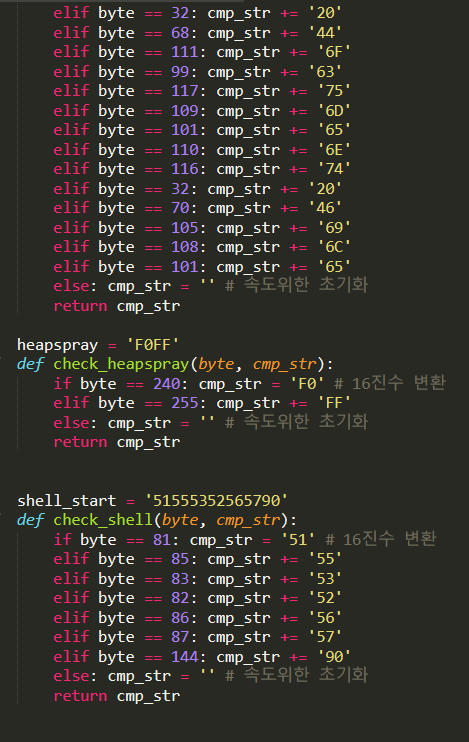 elif byte == 32: cmp_str += '20'
elif byte == 68: cmp_str += '44'
elif byte == 111: cmp_str += '6F'
elif byte == 99: cmp_str += '63'
elif byte == 117: cmp_str += '75'
elif byte == 109: cmp_str += '6D'
elif byte == 101: cmp_str += '65'
elif byte == 110: cmp_str += '6E'
elif byte == 116: cmp_str += '74'
elif byte == 32: cmp_str += '20'
elif byte == 70: cmp_str += '46'
elif byte == 105: cmp_str += '69'
elif byte == 108: cmp_str += '6C'
elif byte == 101: cmp_str += '65'
else: cmp_str = '' # 속도위한 초기화
return cmp_str
heapspray = 'F0FF'
def check_heapspray(byte, cmp_str):
if byte == 240: cmp_str = 'F0' # 16진수 변환
elif byte == 255: cmp_str += 'FF'
else: cmp_str = '' # 속도위한 초기화
return cmp_str
shell_start = '51555352565790'
def check_shell(byte, cmp_str):
if byte == 81: cmp_str = '51' # 16진수 변환
elif byte == 85: cmp_str += '55'
elif byte == 83: cmp_str += '53'
elif byte == 82: cmp_str += '52'
elif byte == 86: cmp_str += '56'
elif byte == 87: cmp_str += '57'
elif byte == 144: cmp_str += '90'
else: cmp_str = '' # 속도위한 초기화
return cmp_str